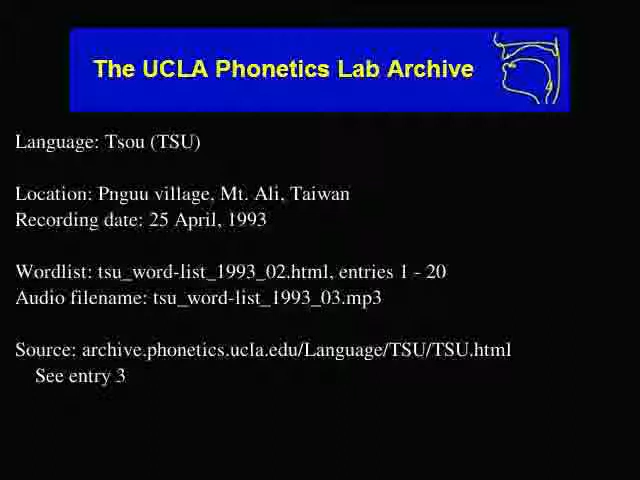 The UCLA Phonetics Lab Archive
Language: Tsou (TSU)
Location: Pnguu village, Mt. Ali, Taiwan
Recording date: 25 April, 1993
Wordlist: tsu_word-list_1993_02.html, entries 1 - 20
Audio filename: tsu_word-list_1993_03.mp3
Source: archive.phonetics.ucla.edu/Language/TSU/TSU.html
See entry 3